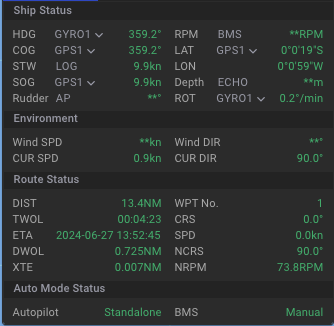 Ship Status
HDG GYRO1 359.2° RPM BMS **RPM
COG GPS1 359.2° LAT GPS1 0°0'19"S
STW LOG 9.9kn LON 0°0'59"W
SOG GPS1 9.9kn Depth ECHO **m
Rudder AP **° ROT GYRO1 0.2°/min
Environment
Wind SPD **kn Wind DIR **°
CUR SPD 0.9kn CUR DIR 90.0°
Route Status
DIST 13.4NM WPT No. 1
TWOL 00:04:23 CRS 0.0°
ETA 2024-06-27 13:52:45 SPD 0.0kn
DWOL 0.725NM NCRS 90.0°
XTE 0.007NM NRPM 73.8RPM
Auto Mode Status
Autopilot Standalone BMS Manual